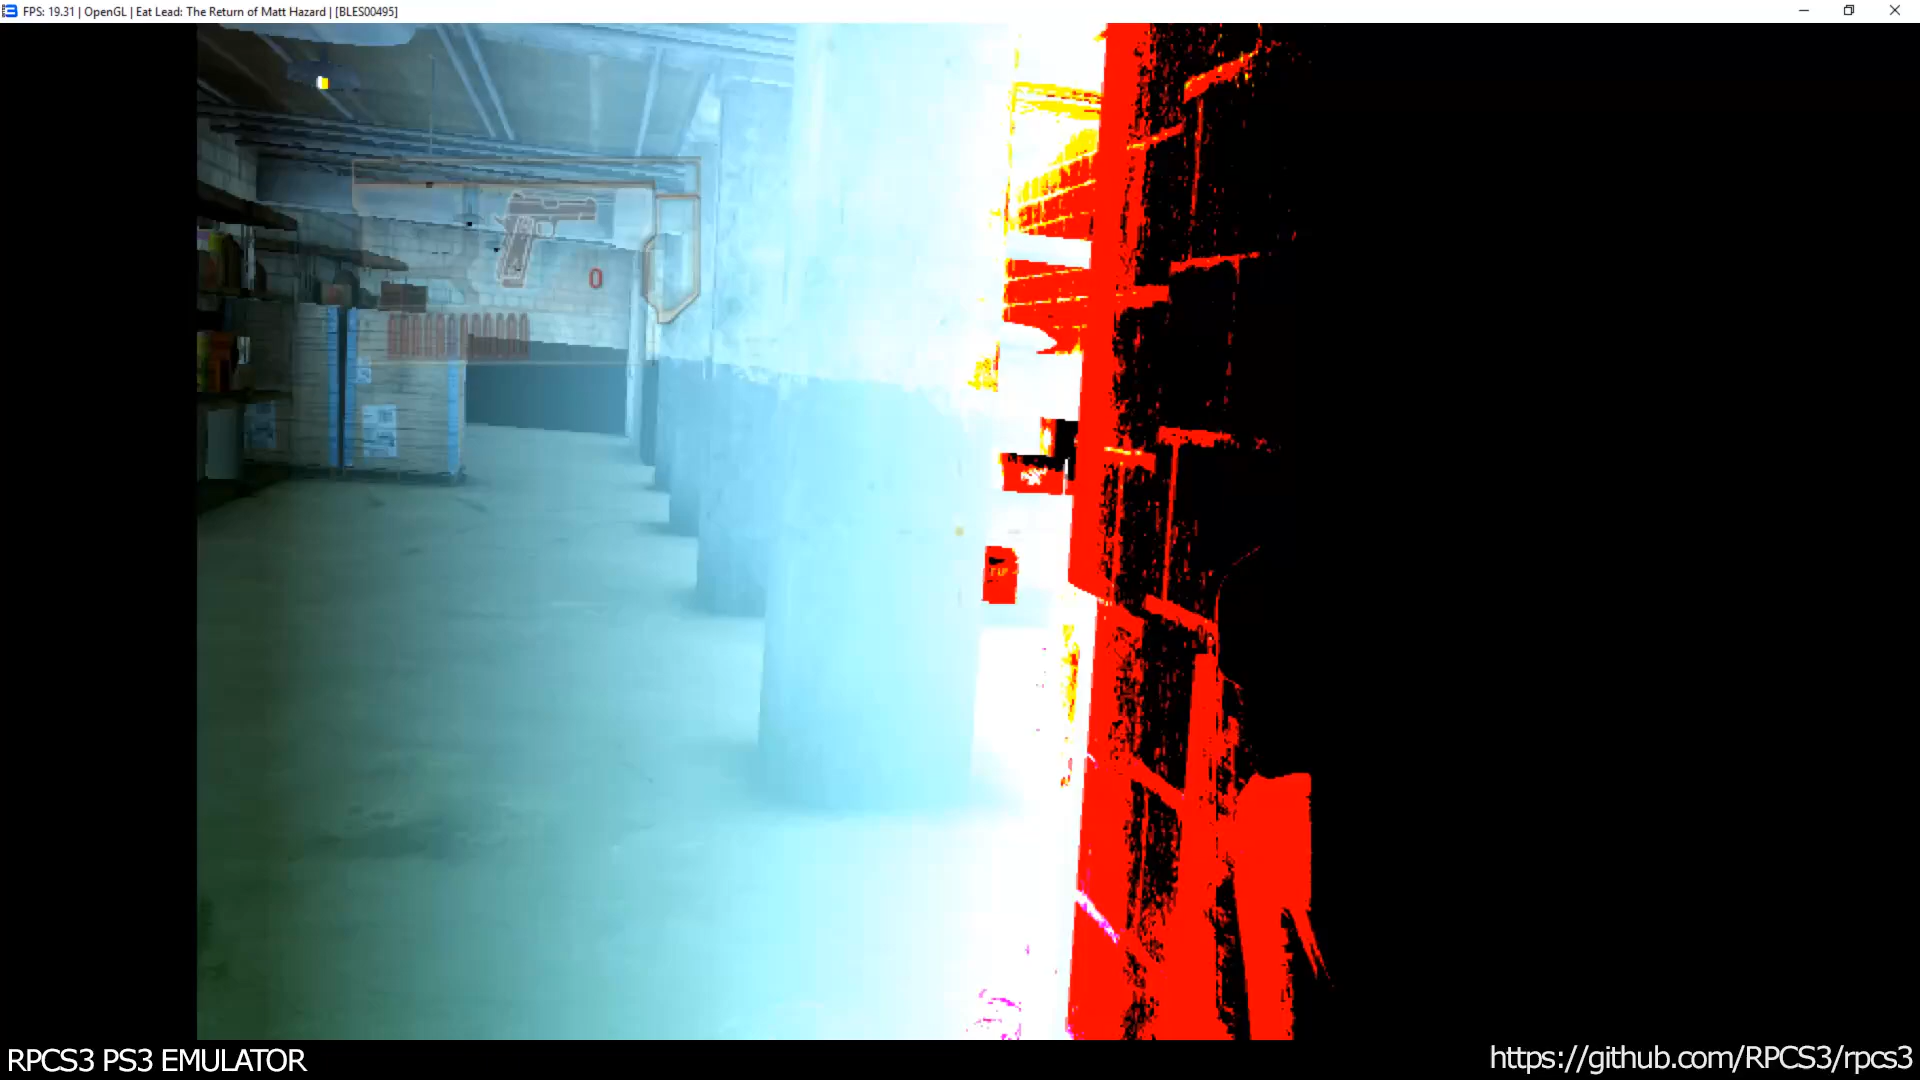 FPS: 19.31 | OpenGL | Eat Lead: The Return of Matt Hazard | [BLES00495]
0
RPCS3 PS3 EMULATOR
https://github.com/RPCS3/rpcs3